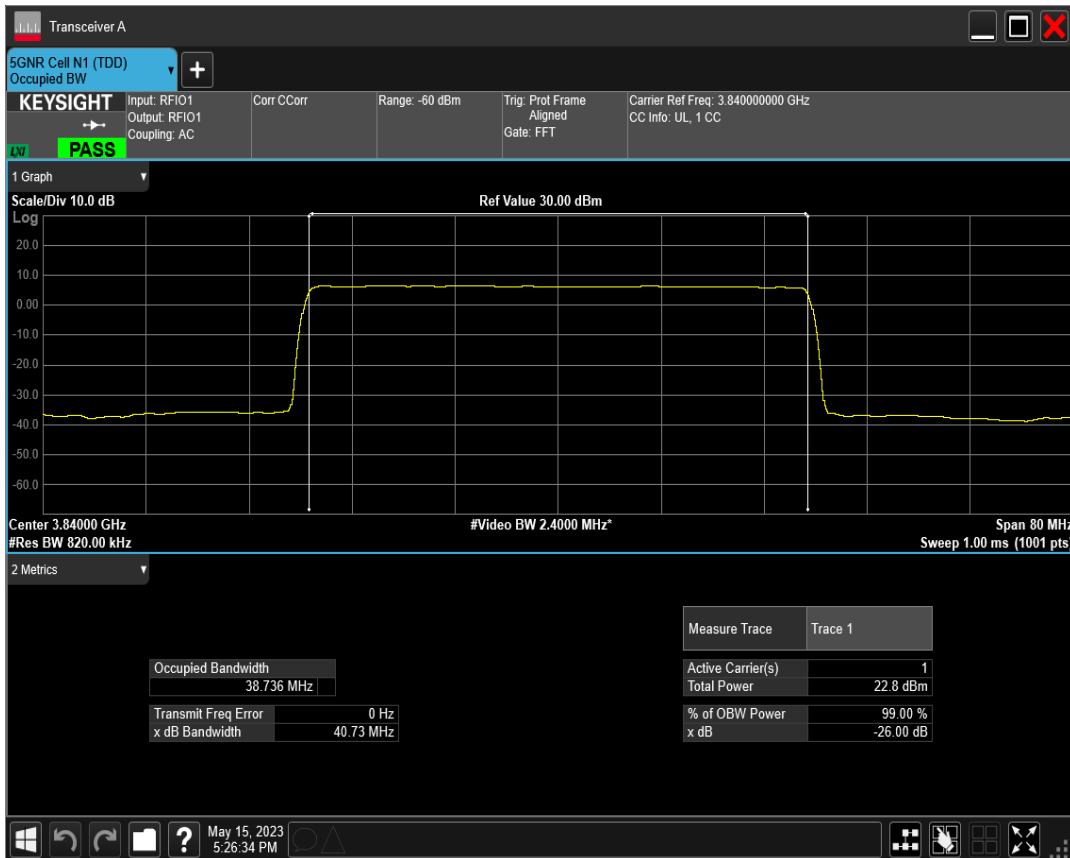 Transceiver A
5GNR Cell N1 (TDD)
Occupied BW
+
KEYSIGHT
LXI
PASS
Input: RFIO1
Output: RFIO1
Coupling: AC
Corr CCorr
Range: -60 dBm
Trig: Prot Frame
Aligned
Gate: FFT
Carrier Ref Freq: 3.840000000 GHz
CC Info: UL, 1 CC
1 Graph
Scale/Div 10.0 dB
Ref Value 30.00 dBm
Log
20.0
10.0
0.00
-10.0
-20.0
-30.0
-40.0
-50.0
-60.0
Center 3.84000 GHz
#Video BW 2.4000 MHz*
Span 80 MHz
#Res BW 820.00 kHz
Sweep 1.00 ms (1001 pts)
2 Metrics
Measure Trace Trace 1
Occupied Bandwidth
38.736 MHz
Active Carrier(s) 1
Total Power 22.8 dBm
Transmit Freq Error 0 Hz
x dB Bandwidth 40.73 MHz
% of OBW Power 99.00 %
x dB -26.00 dB
?
May 15, 2023
5:26:34 PM